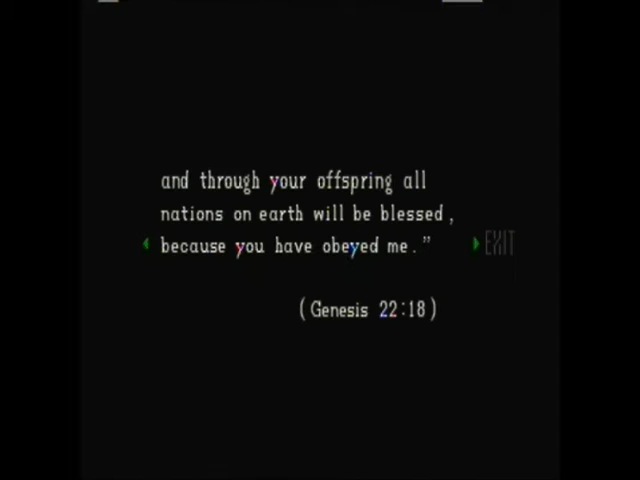 and through your offspring all
nations on earth will be blessed,
because you have obeyed me.”
EXIT
(Genesis 22:18)